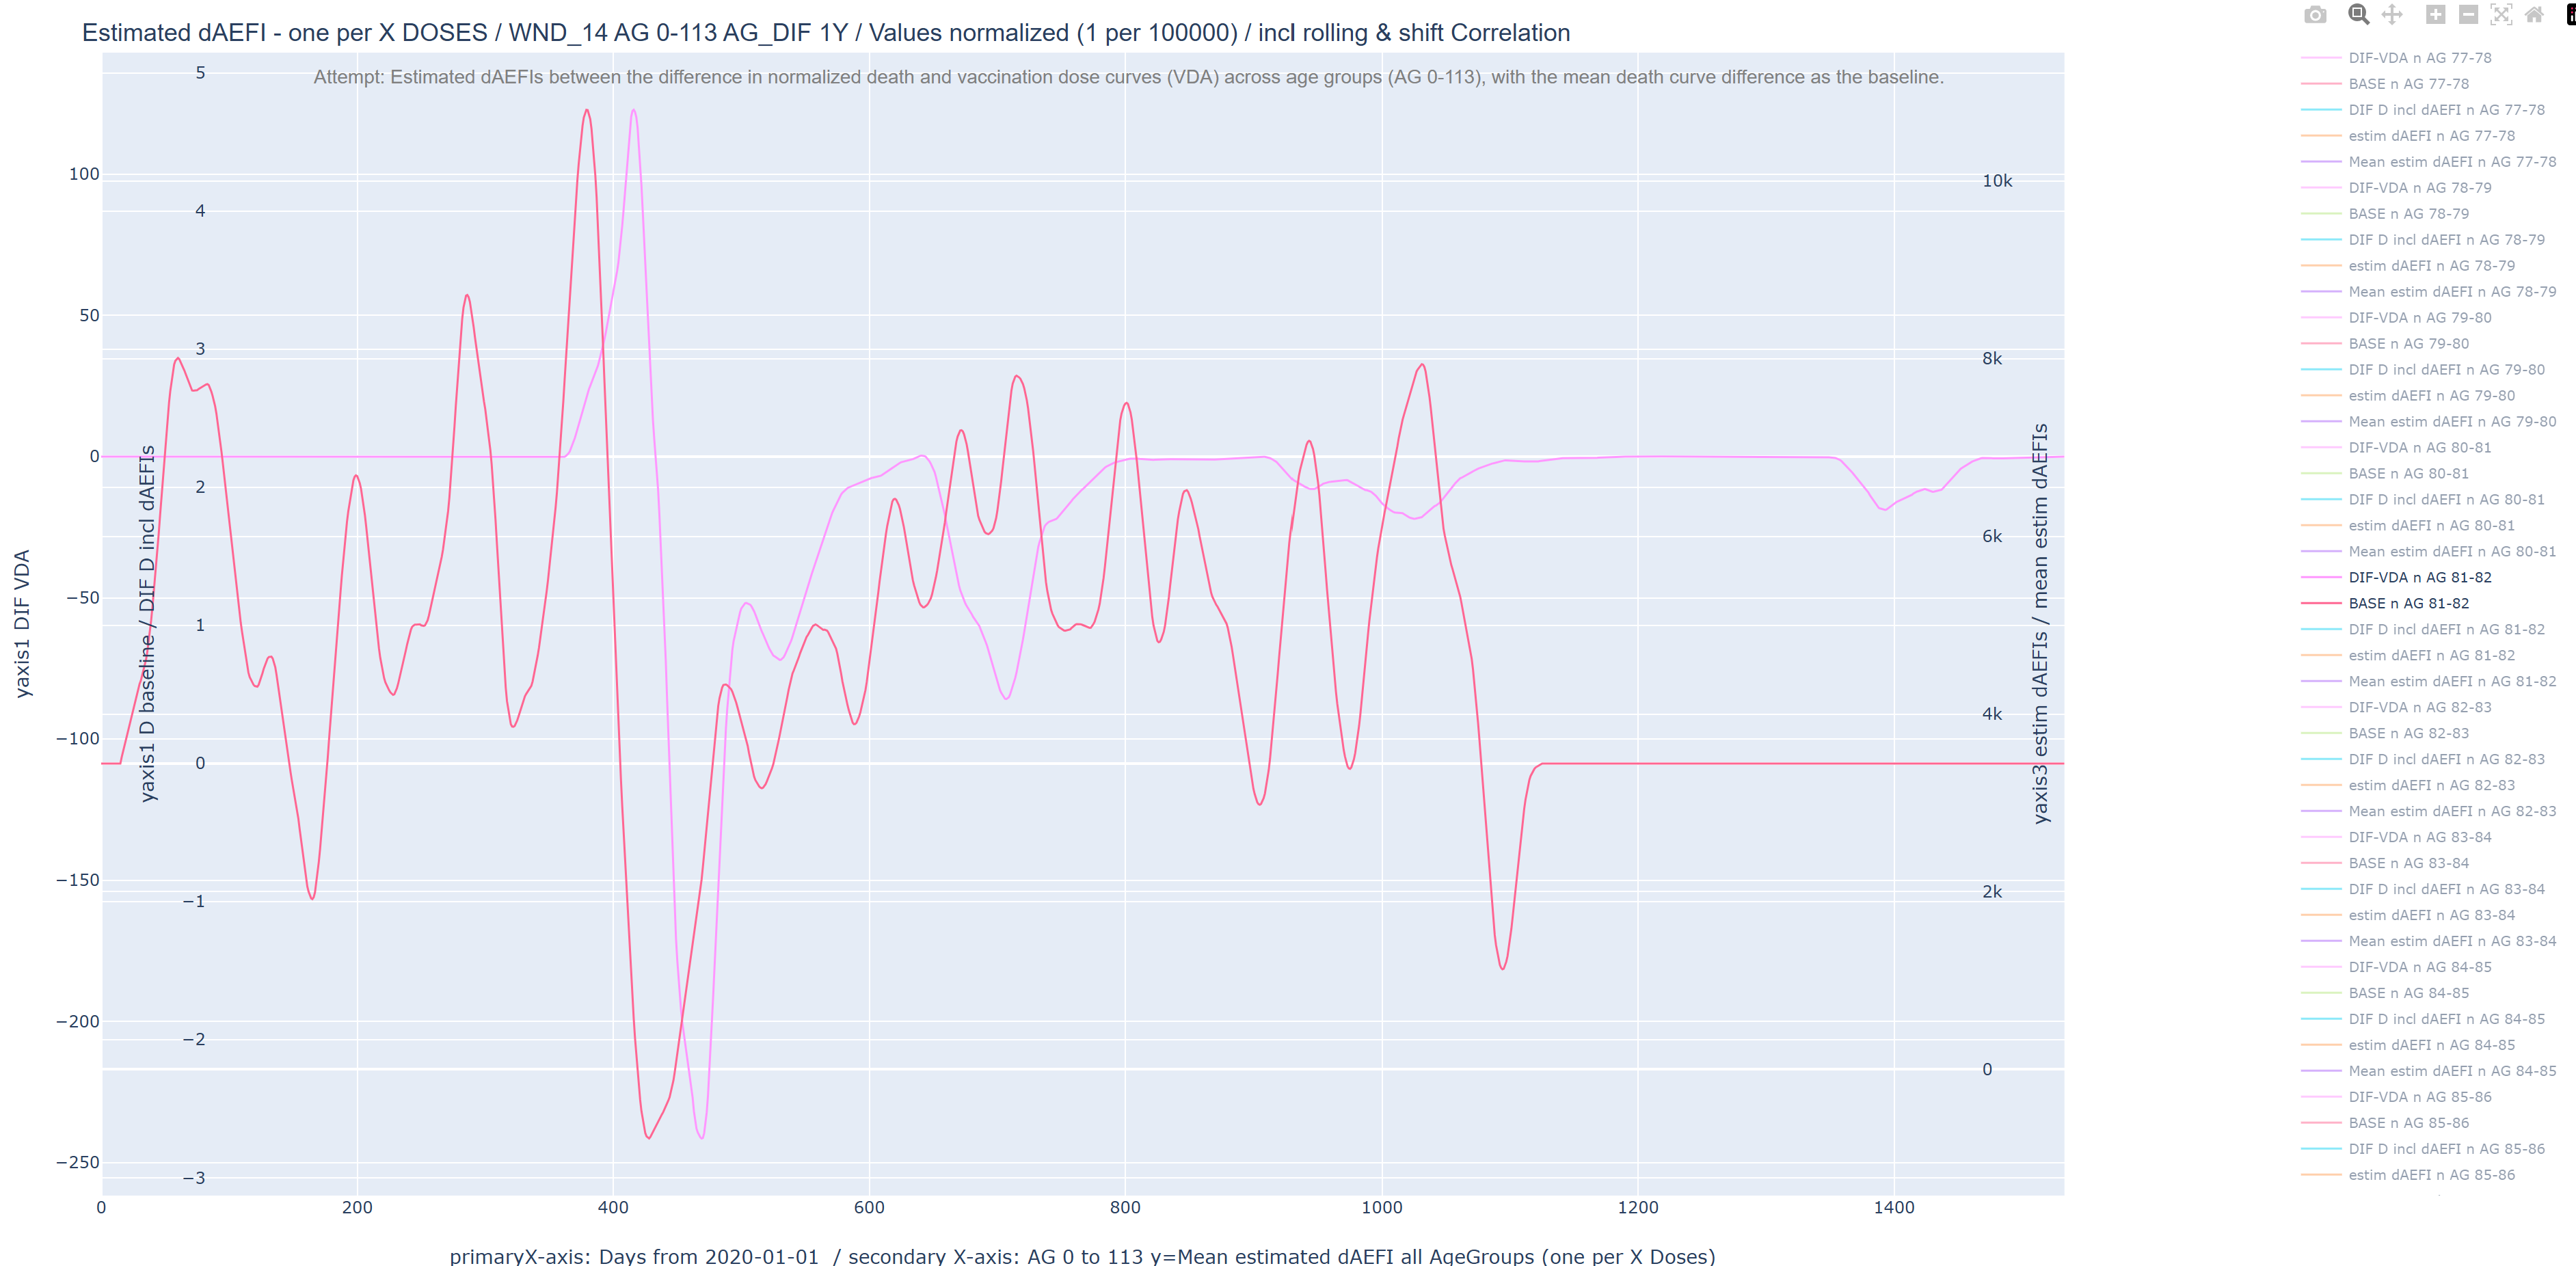 Estimated dAEFI - one per X DOSES / WND_14 AG 0-113 AG_DIF 1Y / Values normalized (1 per 100000) / incl rolling & shift Correlation
Attempt: Estimated dAEFIs between the difference in normalized death and vaccination dose curves (VDA) across age groups (AG 0-113), with the mean death curve difference as the baseline.
yaxis1 DIF VDA
100
50
0
−50
−100
−150
−200
−250
yaxis1 D baseline / DIF D incl dAEFIs
5
4
3
2
1
0
−1
−2
−3
10k
8k
6k
4k
2k
0
yaxis3 estim dAEFIs / mean estim dAEFIs
0
200
400
600
800
1000
1200
1400
primaryX-axis: Days from 2020-01-01 / secondary X-axis: AG 0 to 113 y=Mean estimated dAEFI all AgeGroups (one per X Doses)
DIF-VDA n AG 77-78
BASE n AG 77-78
DIF D incl dAEFI n AG 77-78
estim dAEFI n AG 77-78
Mean estim dAEFI n AG 77-78
DIF-VDA n AG 78-79
BASE n AG 78-79
DIF D incl dAEFI n AG 78-79
estim dAEFI n AG 78-79
Mean estim dAEFI n AG 78-79
DIF-VDA n AG 79-80
BASE n AG 79-80
DIF D incl dAEFI n AG 79-80
estim dAEFI n AG 79-80
Mean estim dAEFI n AG 79-80
DIF-VDA n AG 80-81
BASE n AG 80-81
DIF D incl dAEFI n AG 80-81
estim dAEFI n AG 80-81
Mean estim dAEFI n AG 80-81
DIF-VDA n AG 81-82
BASE n AG 81-82
DIF D incl dAEFI n AG 81-82
estim dAEFI n AG 81-82
Mean estim dAEFI n AG 81-82
DIF-VDA n AG 82-83
BASE n AG 82-83
DIF D incl dAEFI n AG 82-83
estim dAEFI n AG 82-83
Mean estim dAEFI n AG 82-83
DIF-VDA n AG 83-84
BASE n AG 83-84
DIF D incl dAEFI n AG 83-84
estim dAEFI n AG 83-84
Mean estim dAEFI n AG 83-84
DIF-VDA n AG 84-85
BASE n AG 84-85
DIF D incl dAEFI n AG 84-85
estim dAEFI n AG 84-85
Mean estim dAEFI n AG 84-85
DIF-VDA n AG 85-86
BASE n AG 85-86
DIF D incl dAEFI n AG 85-86
estim dAEFI n AG 85-86